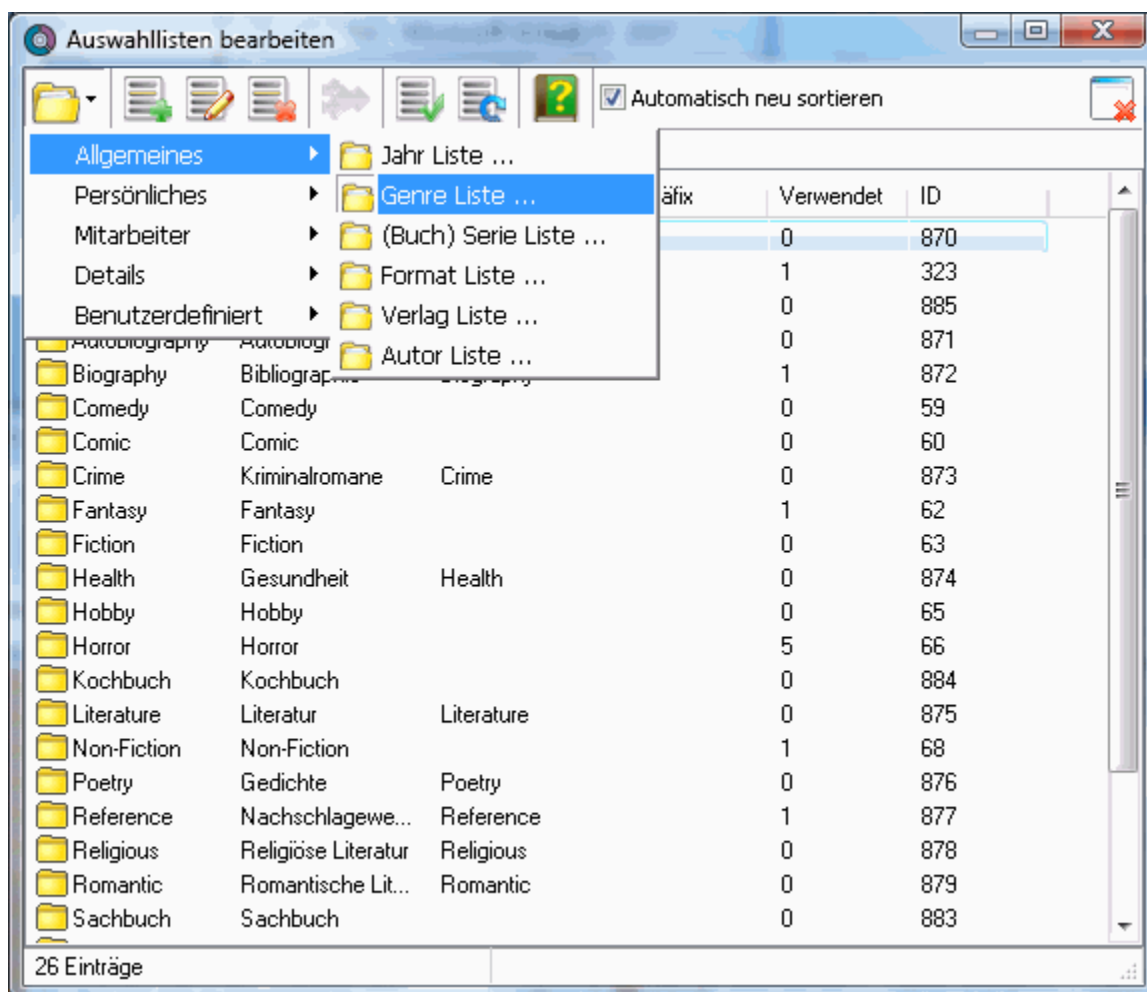 Auswahllisten bearbeiten
Automatisch neu sortieren
Allgemeines
Persönliches
Mitarbeiter
Details
Benutzerdefiniert
Jahr Liste ...
Genre Liste ...
(Buch) Serie Liste ...
Format Liste ...
Verlag Liste ...
Autor Liste ...
Verwendet ID
0 870
1 323
0 885
Autobiography 0 871
Biography 1 872
Comedy Comedy 0 59
Comic Comic 0 60
Crime Kriminalromane Crime 0 873
Fantasy Fantasy 1 62
Fiction Fiction 0 63
Health Gesundheit Health 0 874
Hobby Hobby 0 65
Horror Horror 5 66
Kochbuch Kochbuch 0 884
Literature Literatur Literature 0 875
Non-Fiction Non-Fiction 1 68
Poetry Gedichte Poetry 0 876
Reference Nachschlagewe... Reference 1 877
Religious Religiöse Literatur Religious 0 878
Romantic Romantische Lit... Romantic 0 879
Sachbuch Sachbuch 0 883
26 Einträge